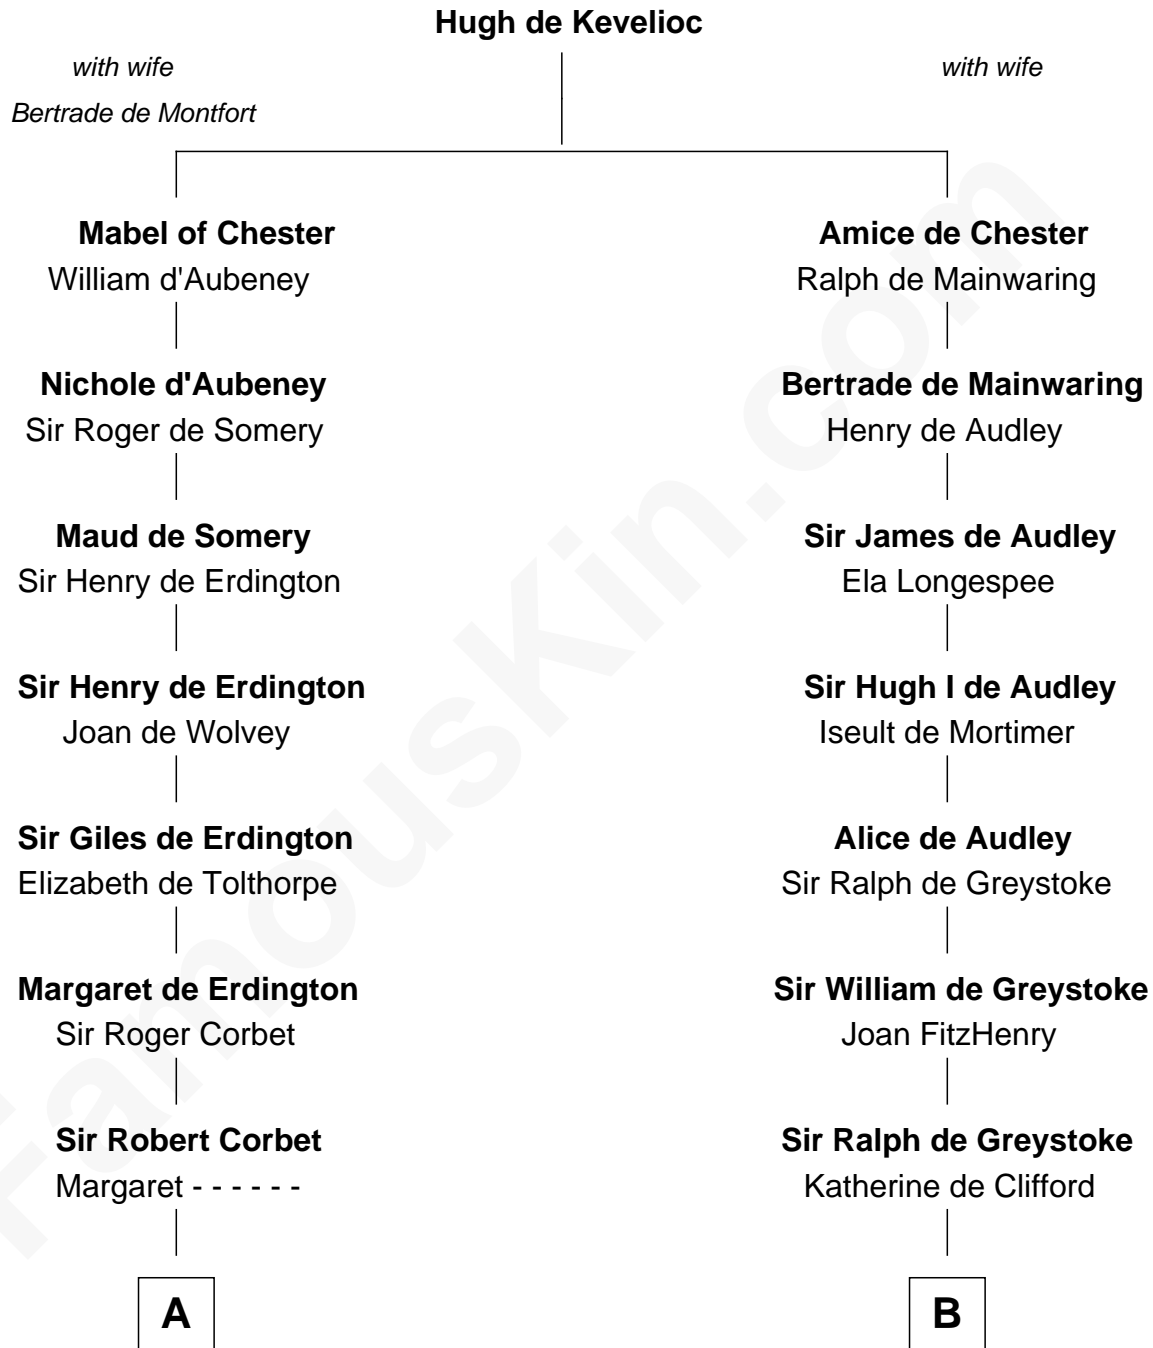 Hugh de Kevelioc
with wife
Bertrade de Montfort
with wife
Mabel of Chester
William d'Aubeney
Amice de Chester
Ralph de Mainwaring
Nichole d'Aubeney
Sir Roger de Somery
Bertrade de Mainwaring
Henry de Audley
Maud de Somery
Sir Henry de Erdington
Sir James de Audley
Ela Longespee
Sir Henry de Erdington
Joan de Wolvey
Sir Hugh I de Audley
Iseult de Mortimer
Sir Giles de Erdington
Elizabeth de Tolthorpe
Alice de Audley
Sir Ralph de Greystoke
Margaret de Erdington
Sir Roger Corbet
Sir William de Greystoke
Joan FitzHenry
Sir Robert Corbet
Margaret - - - - - -
Sir Ralph de Greystoke
Katherine de Clifford
A
B
FamousKin.com